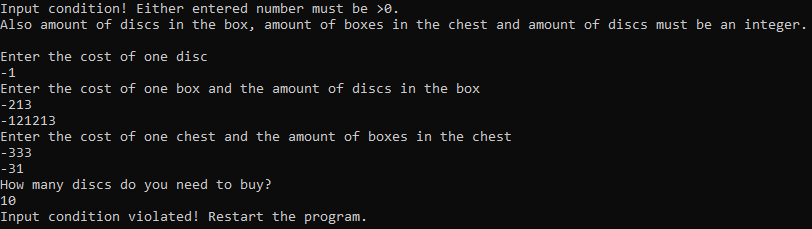 Input condition! Either entered number must be >0.
Also amount of discs in the box, amount of boxes in the chest and amount of discs must be an integer.
Enter the cost of one disc
-1
Enter the cost of one box and the amount of discs in the box
-213
-121213
Enter the cost of one chest and the amount of boxes in the chest
-333
-31
How many discs do you need to buy?
10
Input condition violated! Restart the program.